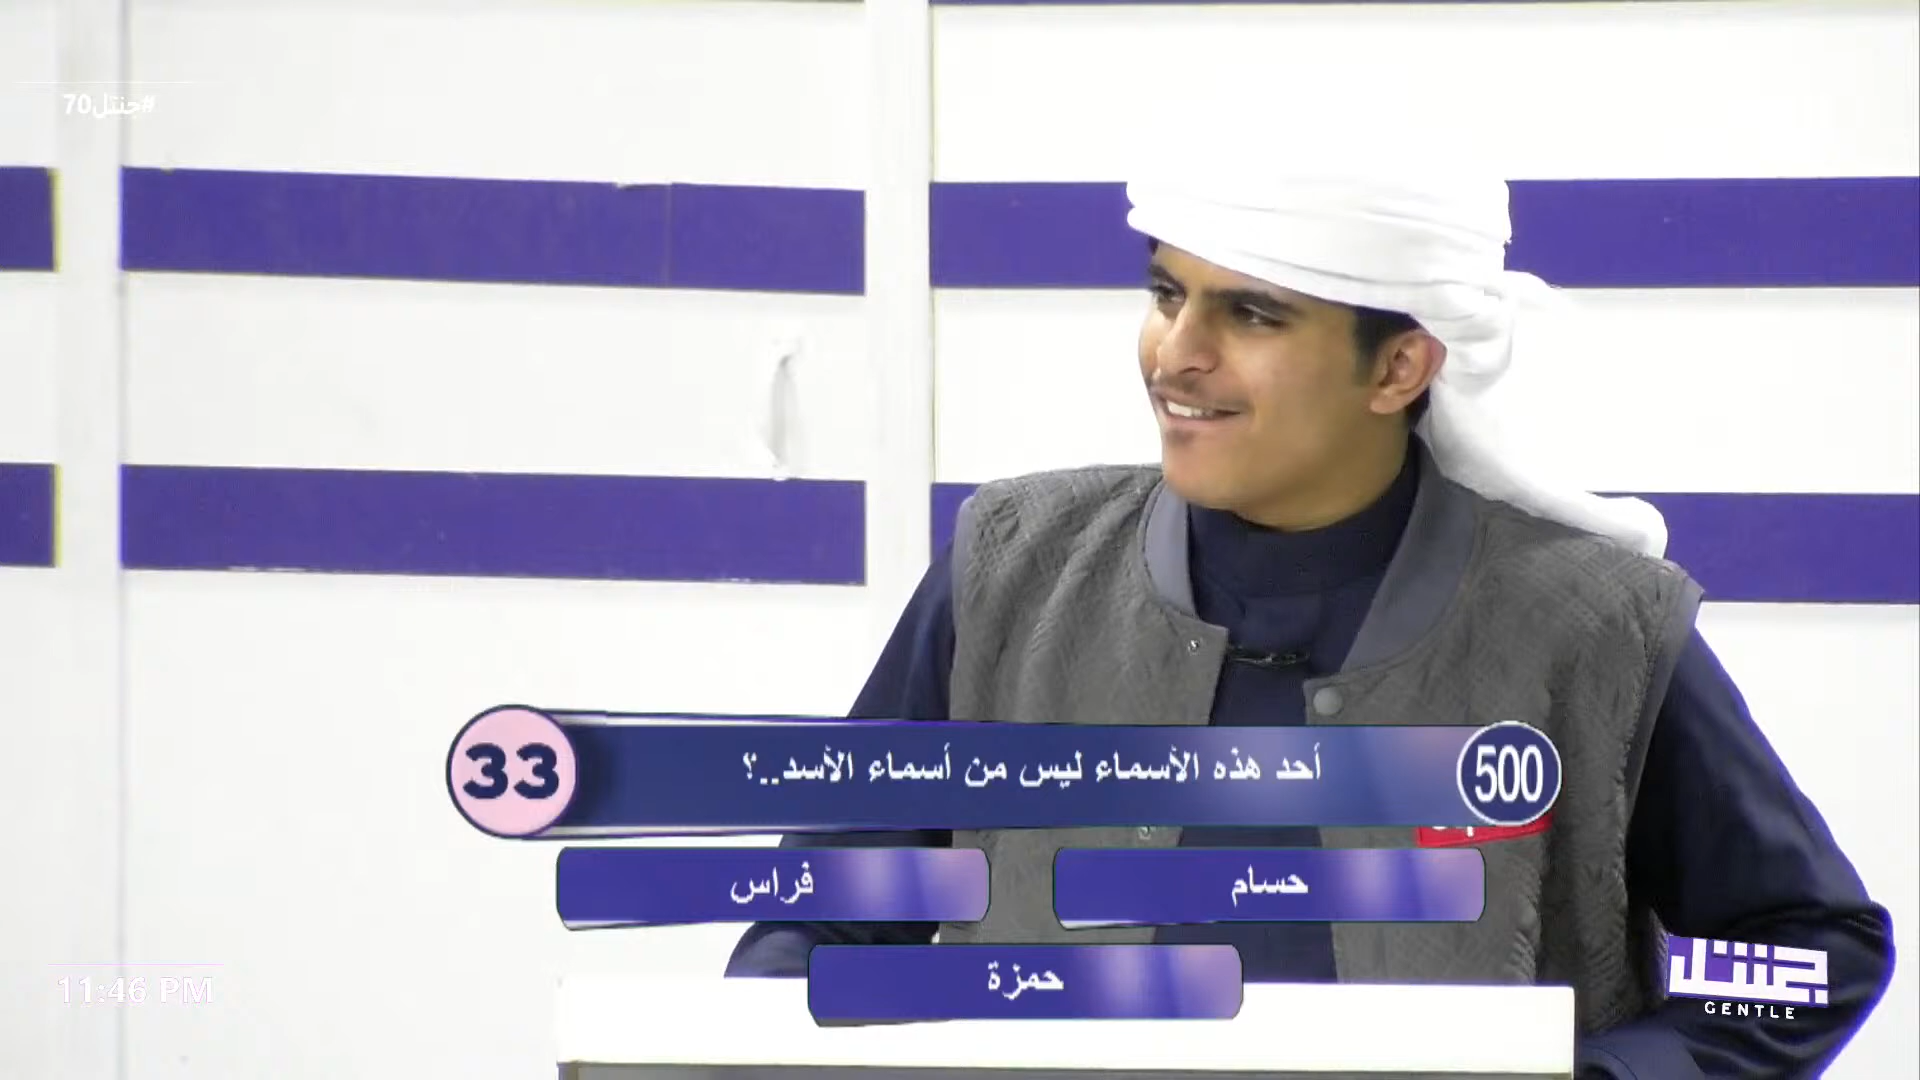 #جنتل70
33
أحد هذه الأسماء ليس من أسماء الأسد..؟
500
حسام
فراس
حمزة
11:46 PM
جنتل
GENTLE